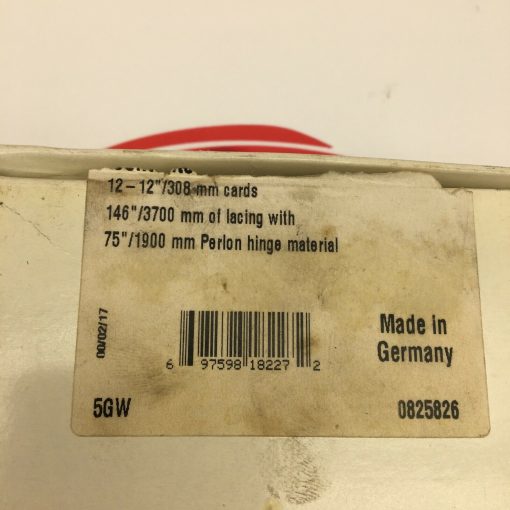 12 – 12"/308 mm cards
146"/3700 mm of lacing with
75"/1900 mm Perlon hinge material
00/02/17
6 97598 18227 2
Made in
Germany
5GW
0825826